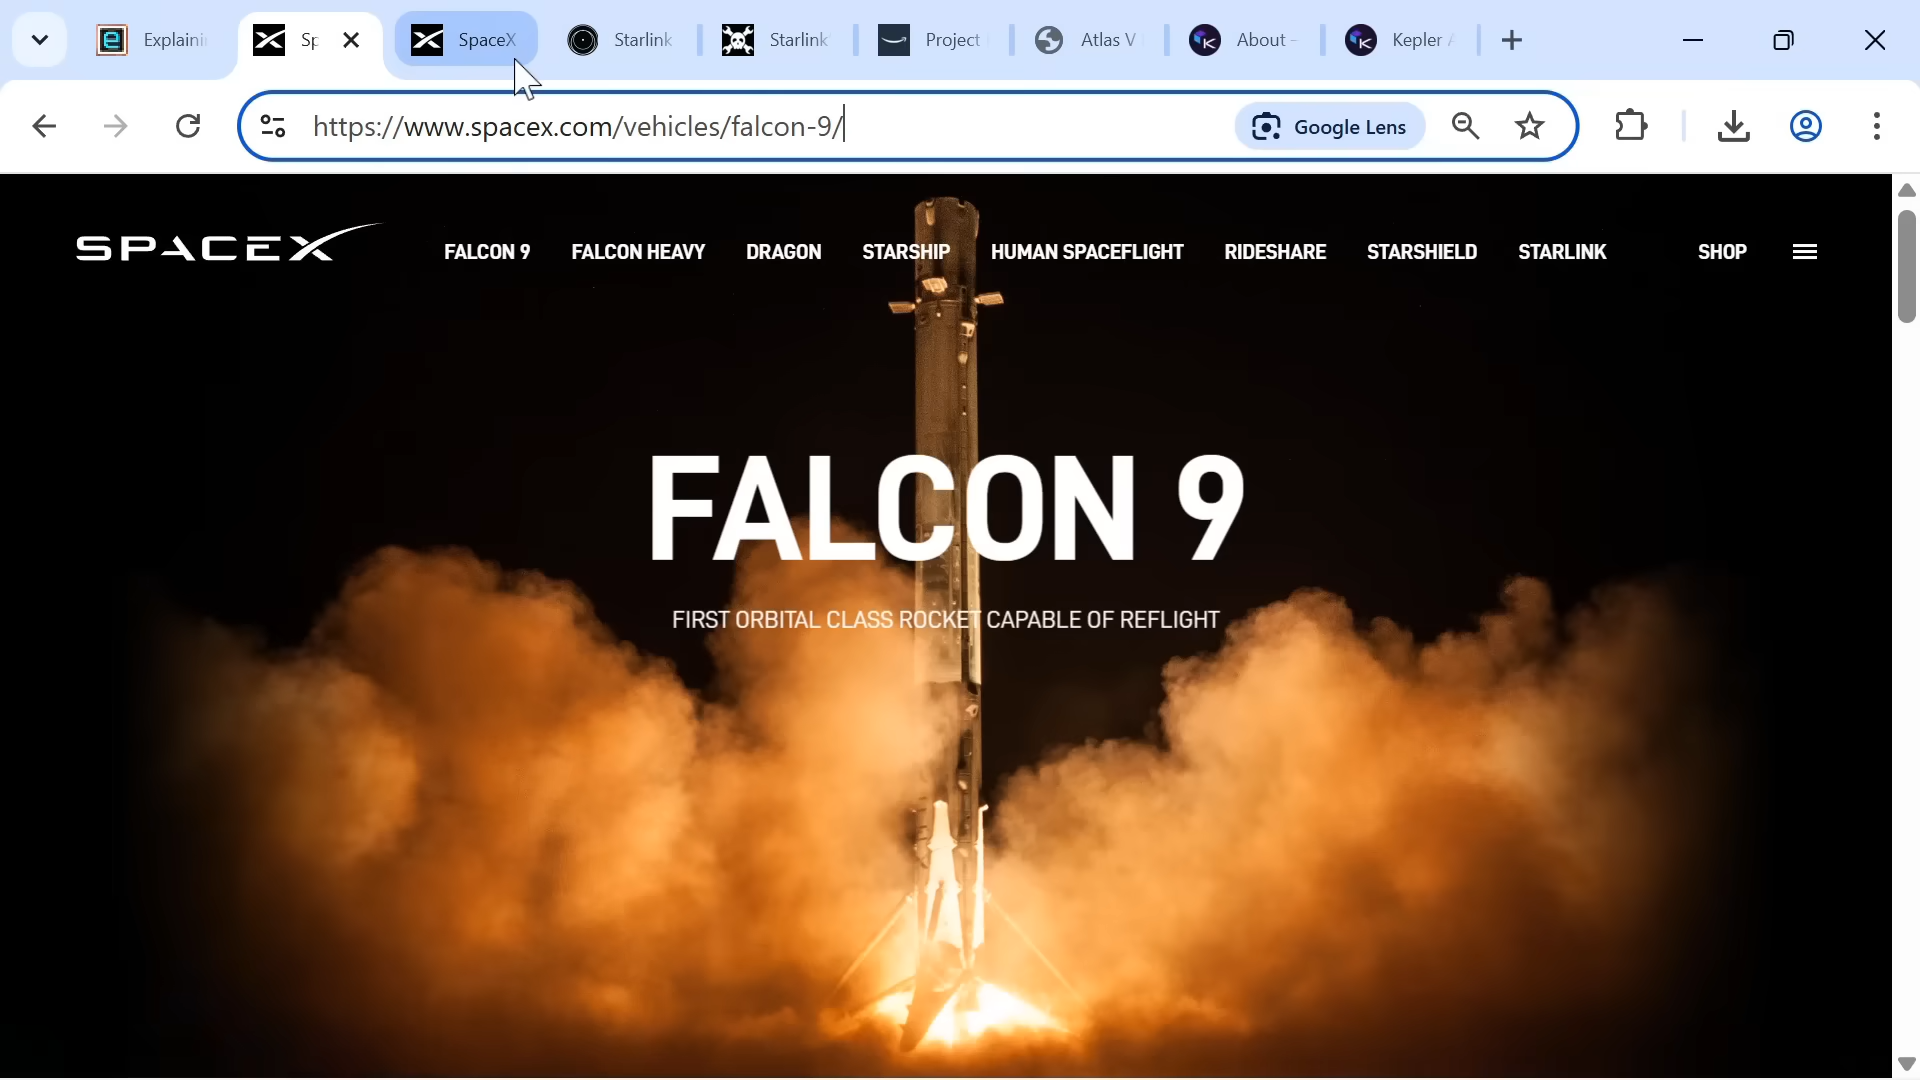 Explaini
Sp
SpaceX
Starlink
Starlink
Project
Atlas V
About -
Kepler A
https://www.spacex.com/vehicles/falcon-9/
Google Lens
SPACEX
FALCON 9
FALCON HEAVY
DRAGON
STARSHIP
HUMAN SPACEFLIGHT
RIDESHARE
STARSHIELD
STARLINK
SHOP
FALCON 9
FIRST ORBITAL CLASS ROCKET CAPABLE OF REFLIGHT